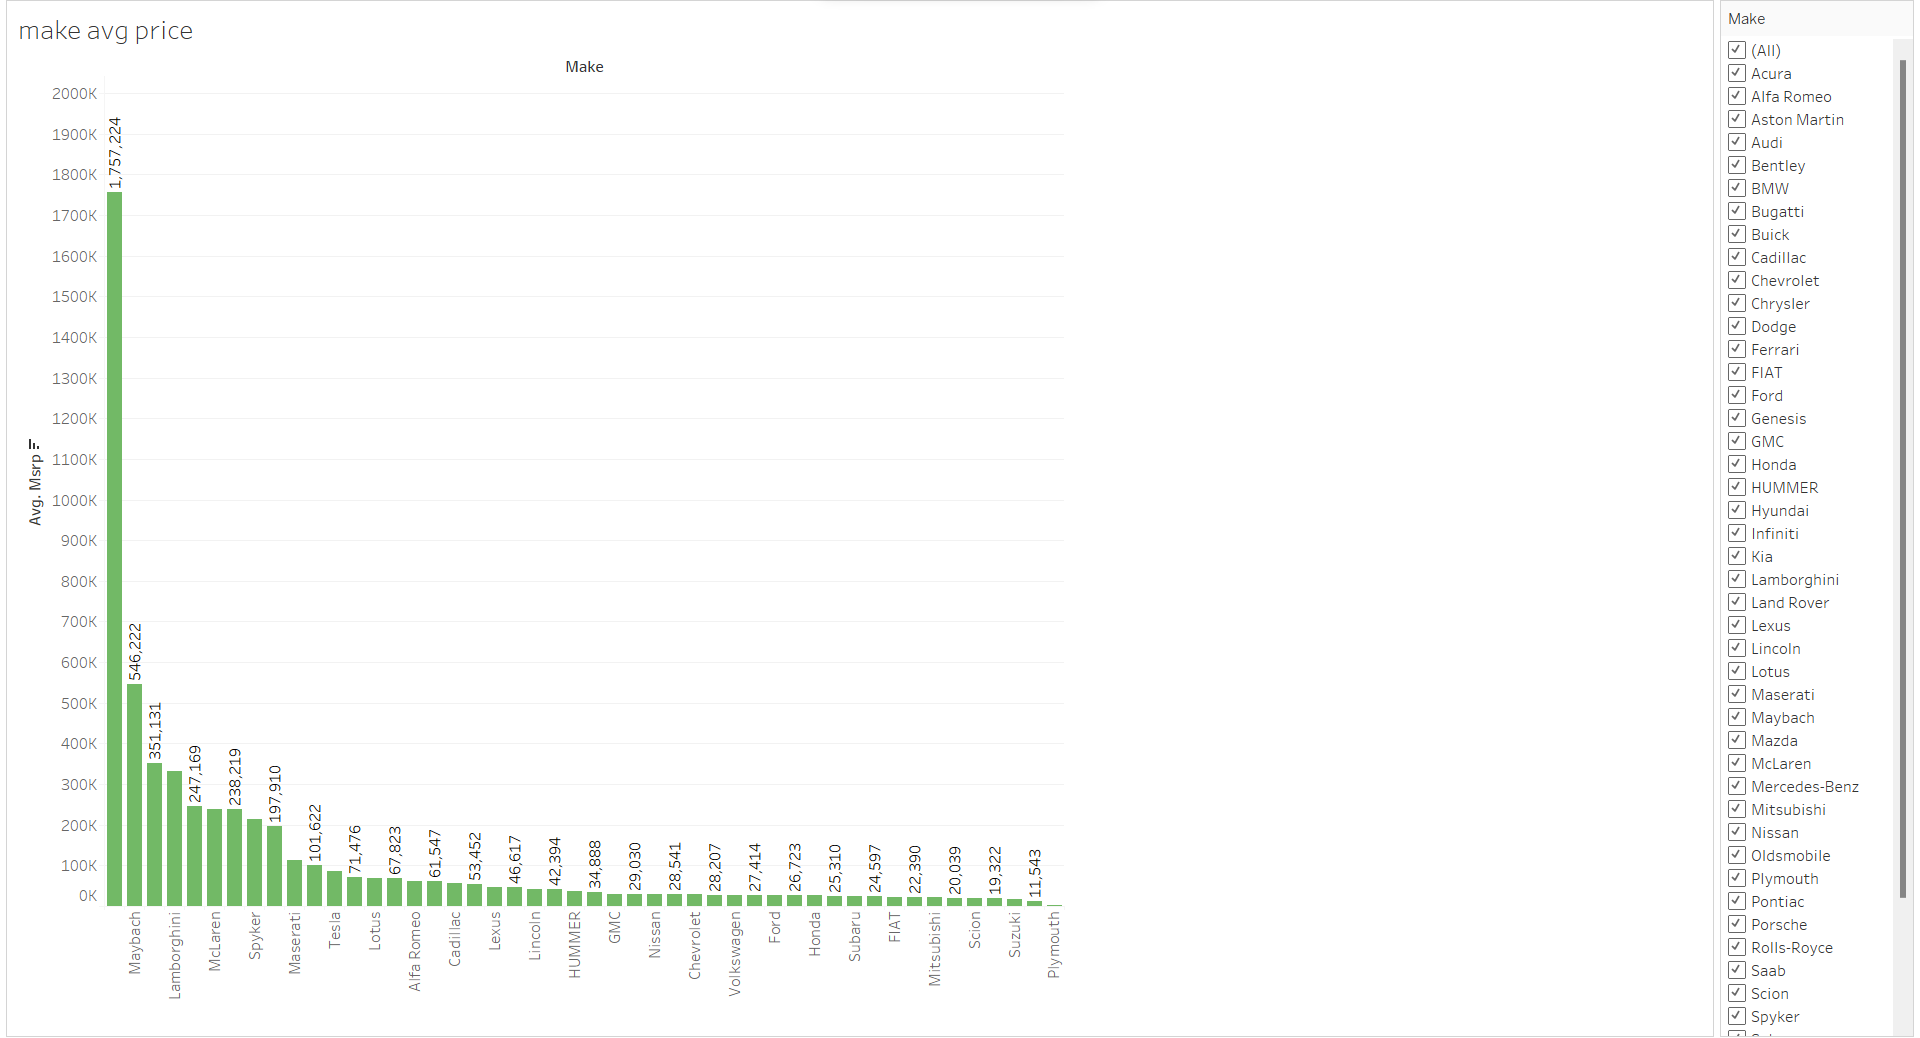 make avg price
Make
Avg. Msrp
2000K
1900K
1800K
1700K
1600K
1500K
1400K
1300K
1200K
1100K
1000K
900K
800K
700K
600K
500K
400K
300K
200K
100K
0K
1,757,224
546,222
351,131
247,169
238,219
197,910
101,622
71,476
67,823
61,547
53,452
46,617
42,394
34,888
29,030
28,541
28,207
27,414
26,723
25,310
24,597
22,390
20,039
19,322
11,543
Maybach
Lamborghini
McLaren
Spyker
Maserati
Tesla
Lotus
Alfa Romeo
Cadillac
Lexus
Lincoln
HUMMER
GMC
Nissan
Chevrolet
Volkswagen
Ford
Honda
Subaru
FIAT
Mitsubishi
Scion
Suzuki
Plymouth
Make
(All)
Acura
Alfa Romeo
Aston Martin
Audi
Bentley
BMW
Bugatti
Buick
Cadillac
Chevrolet
Chrysler
Dodge
Ferrari
FIAT
Ford
Genesis
GMC
Honda
HUMMER
Hyundai
Infiniti
Kia
Lamborghini
Land Rover
Lexus
Lincoln
Lotus
Maserati
Maybach
Mazda
McLaren
Mercedes-Benz
Mitsubishi
Nissan
Oldsmobile
Plymouth
Pontiac
Porsche
Rolls-Royce
Saab
Scion
Spyker